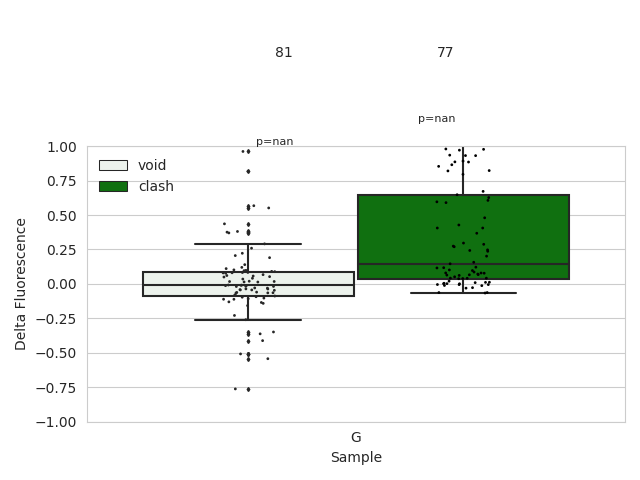 81 77
p=nan
p=nan
void
clash
1.00
0.75
0.50
0.25
0.00
−0.25
−0.50
−0.75
−1.00
Delta Fluorescence
G
Sample